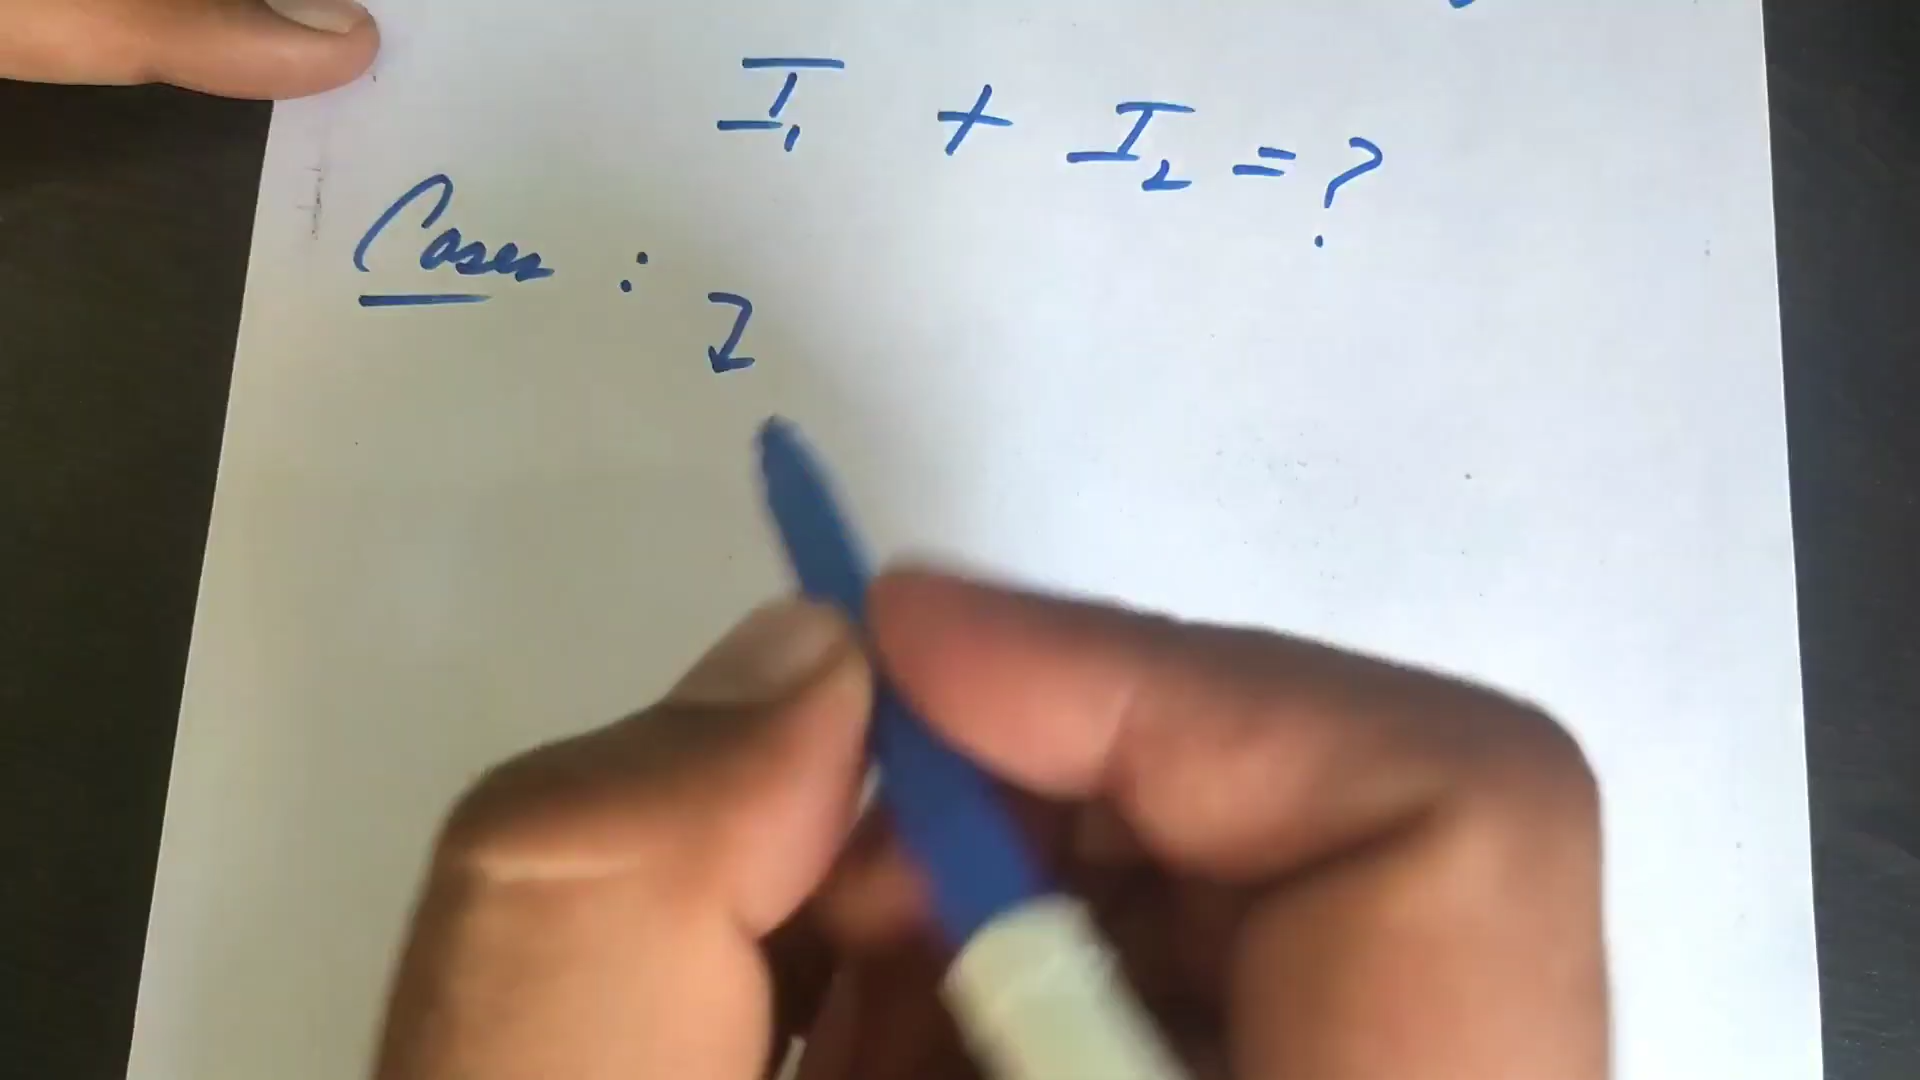 I₁ + I₂ = ?
Cases :